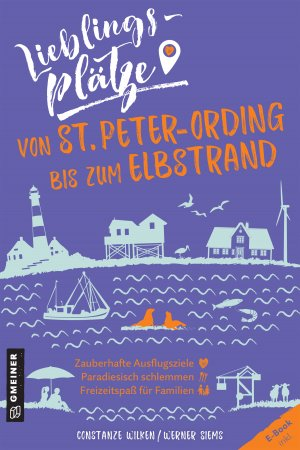 Lieblings-
plätze
VON ST. PETER-ORDING
BIS ZUM ELBSTRAND
Zauberhafte Ausflugsziele
Paradiesisch schlemmen
Freizeitspaß für Familien
E-Book
inkl.
GMEINER
CONSTANZE WILKEN / WERNER SIEMS